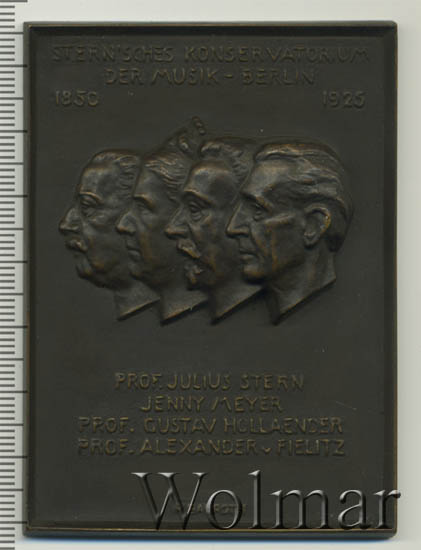 STERN'SCHES KONSERVATORIUM
DER MUSIK - BERLIN
1850 1925
PROF. JULIUS STERN
JENNY MEYER
PROF. GUSTAV HOLLAENDER
PROF. ALEXANDER v FIELITZ
Wolmar